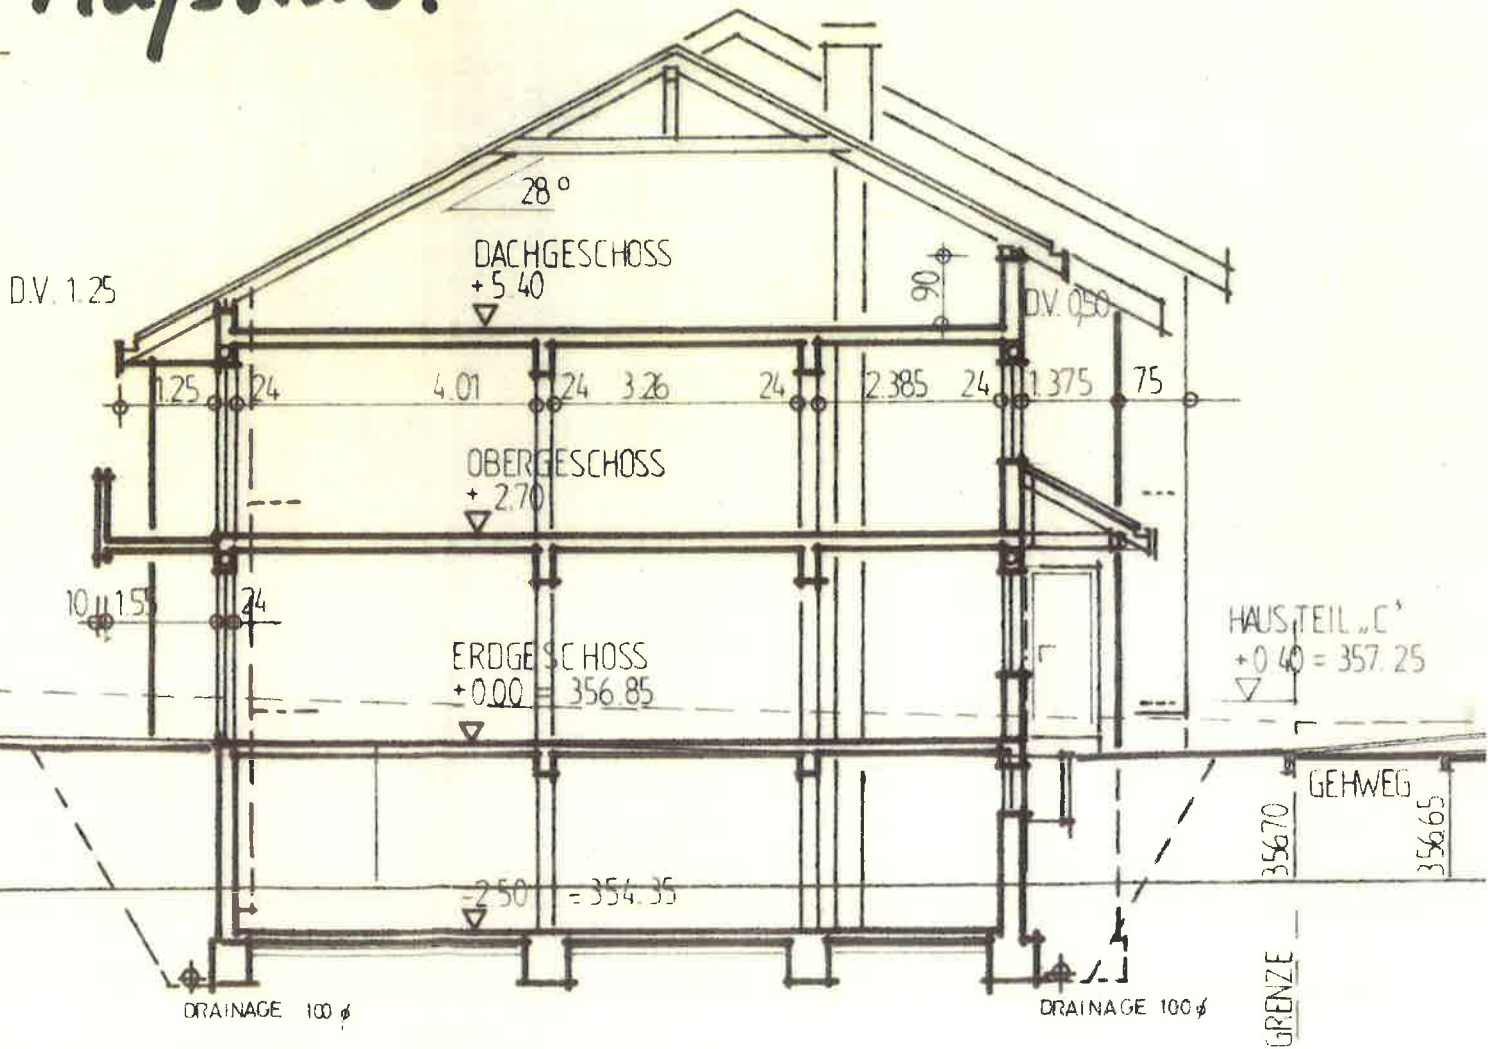 28°
DACHGESCHOSS
+ 5.40
D.V. 1.25
90
D.V. 0,50
1.25 24 4.01 24 3.26 24 2.385 24 1.375 75
OBERGESCHOSS
+ 2.70
10 1.55 24
ERDGESCHOSS
+0.00 = 356.85
HAUSTEIL „C“
+0.40 = 357.25
GEHWEG
356.70
356.65
-2.50 = 354.35
GRENZE
DRAINAGE 100 ø
DRAINAGE 100 ø